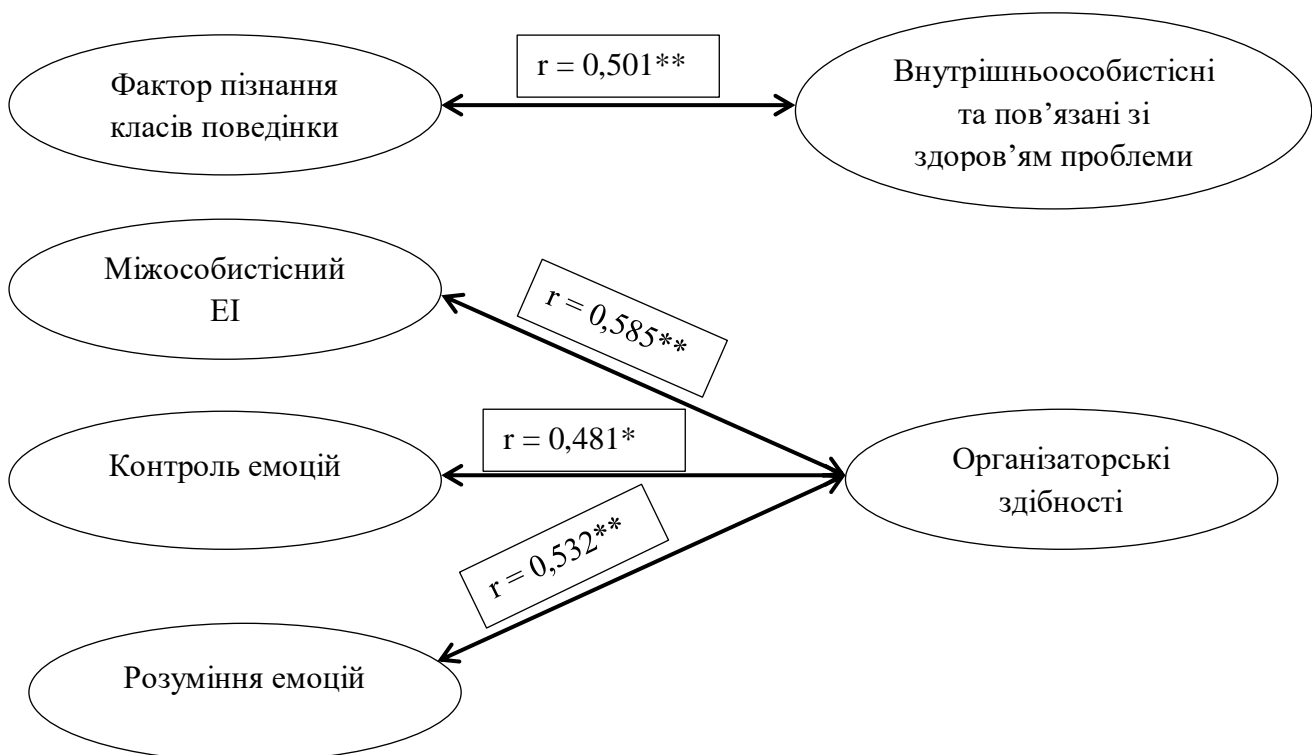 Фактор пізнання
класів поведінки
r = 0,501**
Внутрішньоособистісні
та пов’язані зі
здоров’ям проблеми
Міжособистісний
ЕІ
r = 0,585**
Контроль емоцій
r = 0,481*
Організаторські
здібності
r = 0,532**
Розуміння емоцій